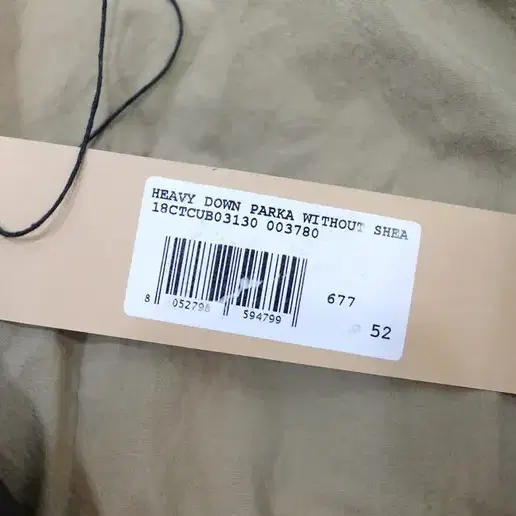 HEAVY DOWN PARKA WITHOUT SHEA
18CTCUB03130 003780
677
8 052798 594799
52